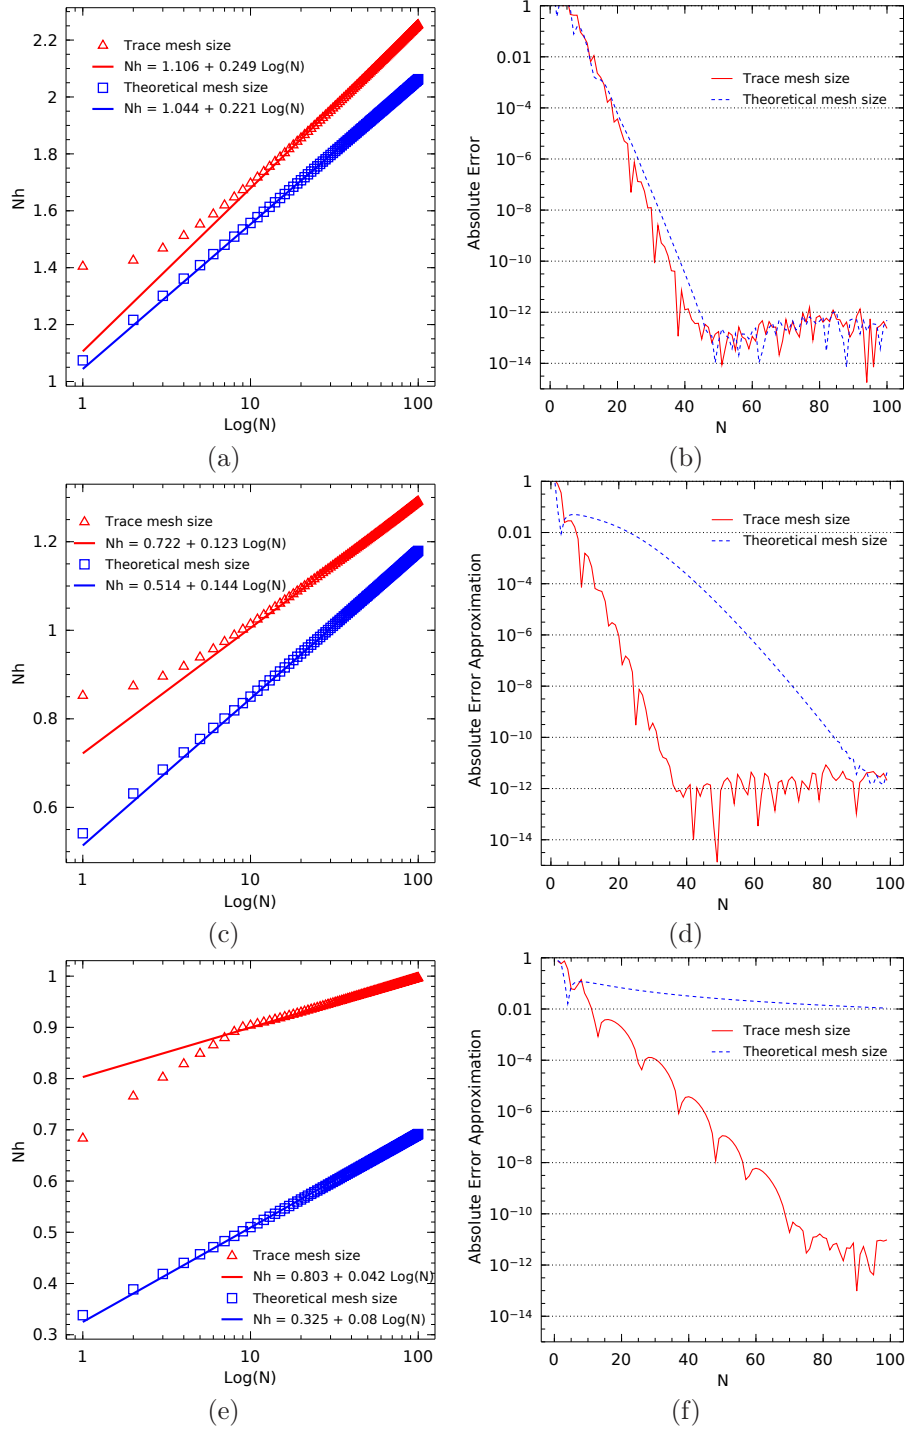 2.2
2
1.8
1.6
1.4
1.2
1
Nh
Trace mesh size
Nh = 1.106 + 0.249 Log(N)
Theoretical mesh size
Nh = 1.044 + 0.221 Log(N)
1 10 100
Log(N)
(a)
0.01
10−4
10−6
10−8
10−10
10−12
10−14
Absolute Error
Trace mesh size
Theoretical mesh size
0 20 40 60 80 100
N
(b)
1.2
1
0.8
0.6
Nh
Trace mesh size
Nh = 0.722 + 0.123 Log(N)
Theoretical mesh size
Nh = 0.514 + 0.144 Log(N)
1 10 100
Log(N)
(c)
1
0.01
10−4
10−6
10−8
10−10
10−12
10−14
Absolute Error Approximation
Trace mesh size
Theoretical mesh size
0 20 40 60 80 100
N
(d)
1
0.9
0.8
0.7
0.6
0.5
0.4
0.3
Nh
Trace mesh size
Nh = 0.803 + 0.042 Log(N)
Theoretical mesh size
Nh = 0.325 + 0.08 Log(N)
1 10 100
Log(N)
(e)
1
0.01
10−4
10−6
10−8
10−10
10−12
10−14
Absolute Error Approximation
Trace mesh size
Theoretical mesh size
0 20 40 60 80 100
N
(f)